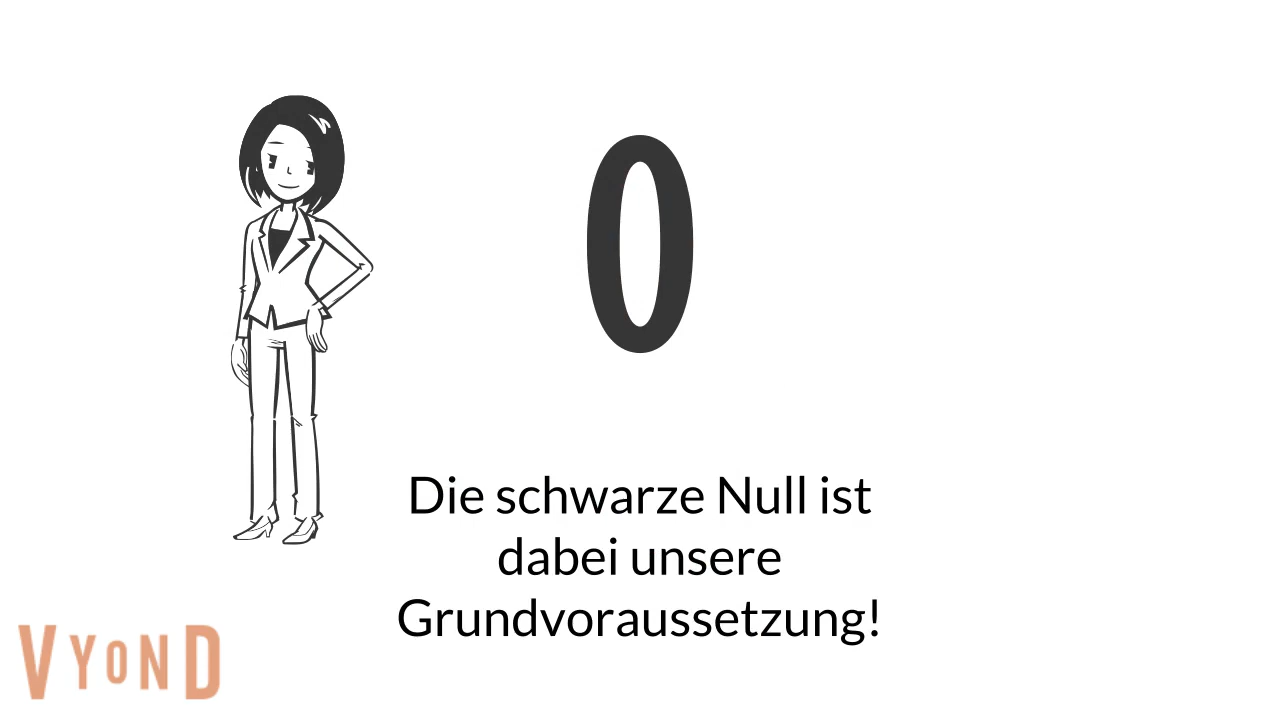 0
Die schwarze Null ist
dabei unsere
Grundvoraussetzung!
VYOND